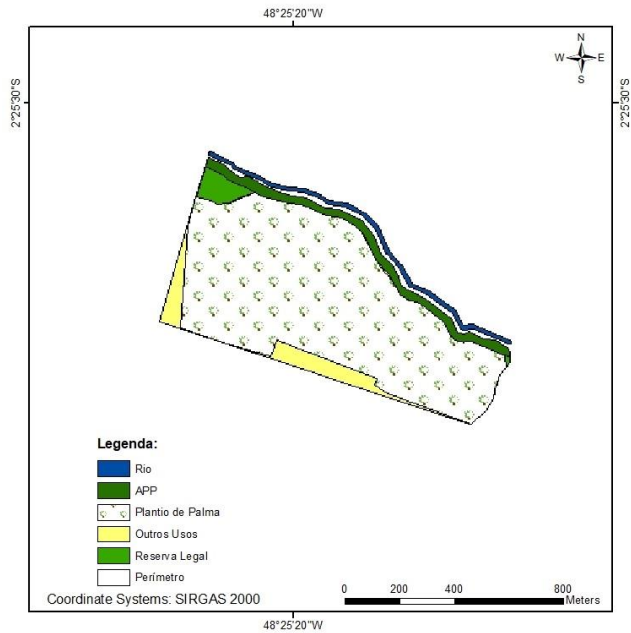 48°25'20"W
N
W E
S
2°25'30"S
2°25'30"S
Legenda:
Rio
APP
Plantio de Palma
Outros Usos
Reserva Legal
Perímetro
0 200 400 800
Meters
Coordinate Systems: SIRGAS 2000
48°25'20"W